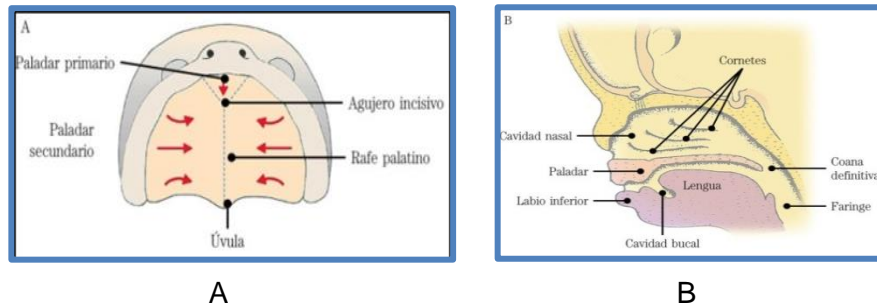 A
Paladar primario
Agujero incisivo
Paladar
secundario
Rafe palatino
Úvula
B
Cornetes
Cavidad nasal
Paladar
Coana
definitiva
Lengua
Labio inferior
Faringe
Cavidad bucal
A
B